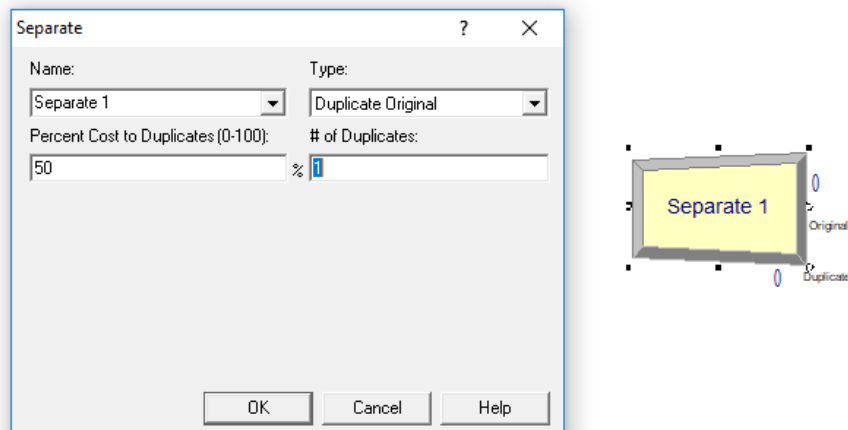 Separate ? ×
Name: Type:
Separate 1 Duplicate Original
Percent Cost to Duplicates (0-100): # of Duplicates:
50 % 1
OK Cancel Help
Separate 1
0
Original
0
Duplicate